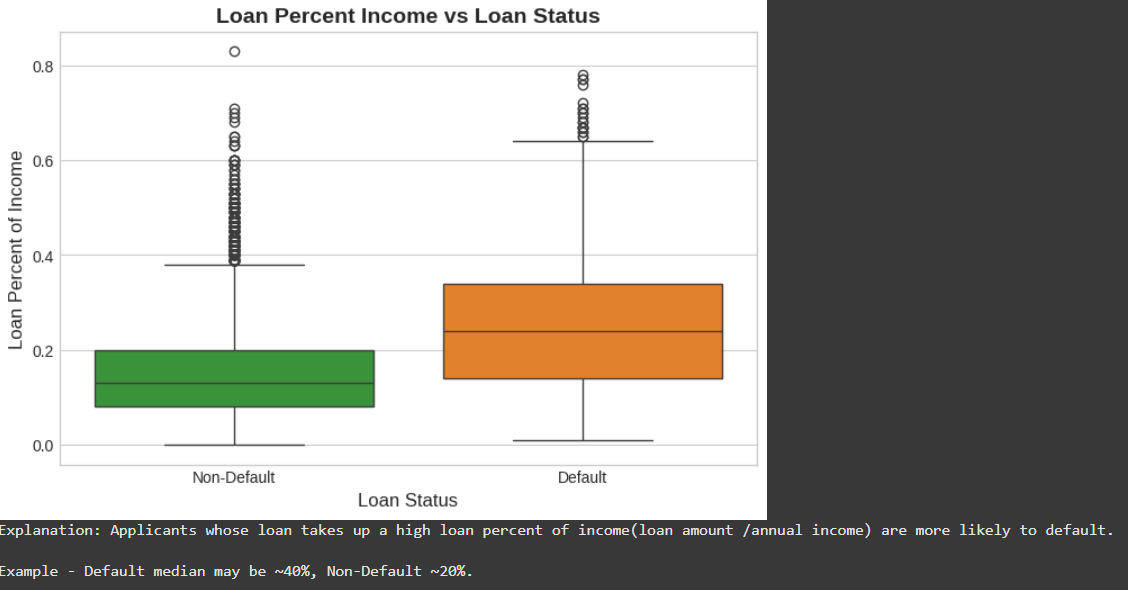 Loan Percent Income vs Loan Status
Loan Percent of Income
0.8
0.6
0.4
0.2
0.0
Non-Default Default
Loan Status
Explanation: Applicants whose loan takes up a high loan percent of income(loan amount /annual income) are more likely to default.
Example - Default median may be ~40%, Non-Default ~20%.